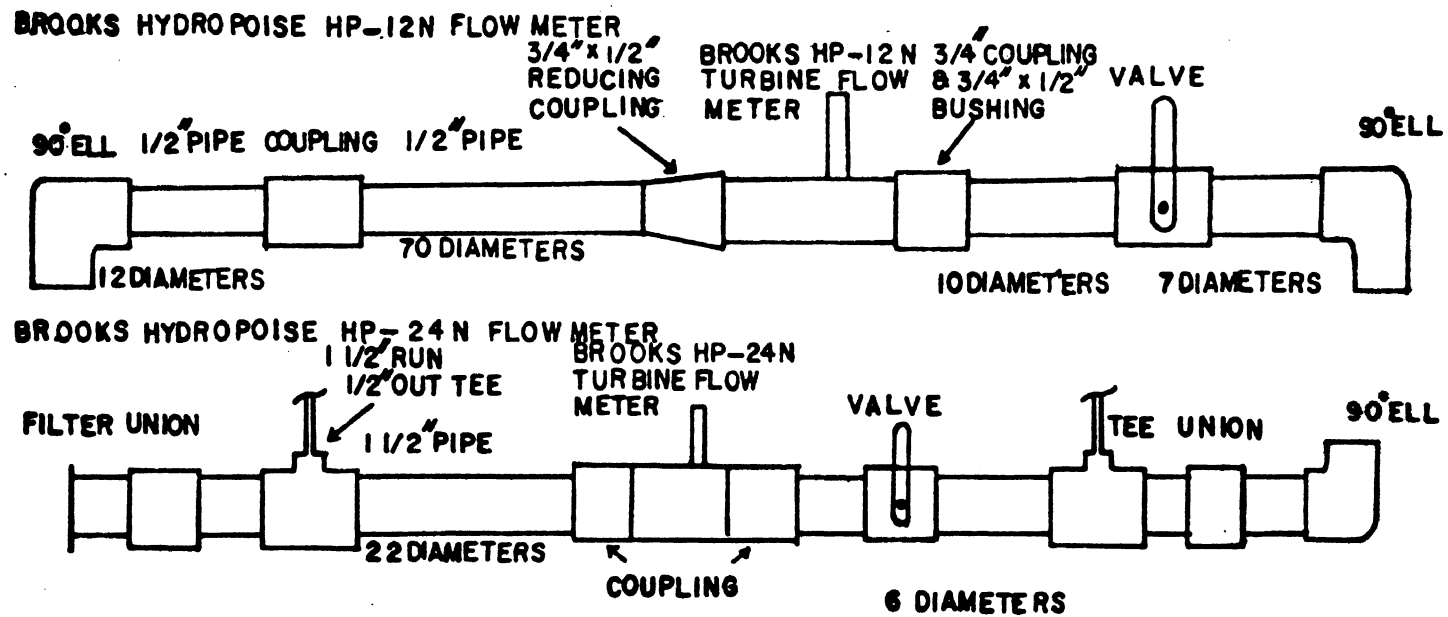 BROOKS HYDROPOISE HP-12N FLOW METER
3/4" X 1/2"
REDUCING
COUPLING
BROOKS HP-12N
TURBINE FLOW
METER
3/4" COUPLING
& 3/4" X 1/2"
BUSHING
VALVE
90° ELL
1/2" PIPE
COUPLING
1/2" PIPE
90° ELL
12 DIAMETERS
70 DIAMETERS
10 DIAMETERS
7 DIAMETERS
BROOKS HYDROPOISE HP-24N FLOW METER
1 1/2" RUN
1/2" OUT TEE
BROOKS HP-24N
TURBINE FLOW
METER
VALVE
FILTER UNION
1 1/2" PIPE
TEE UNION
90° ELL
22 DIAMETERS
COUPLING
6 DIAMETERS